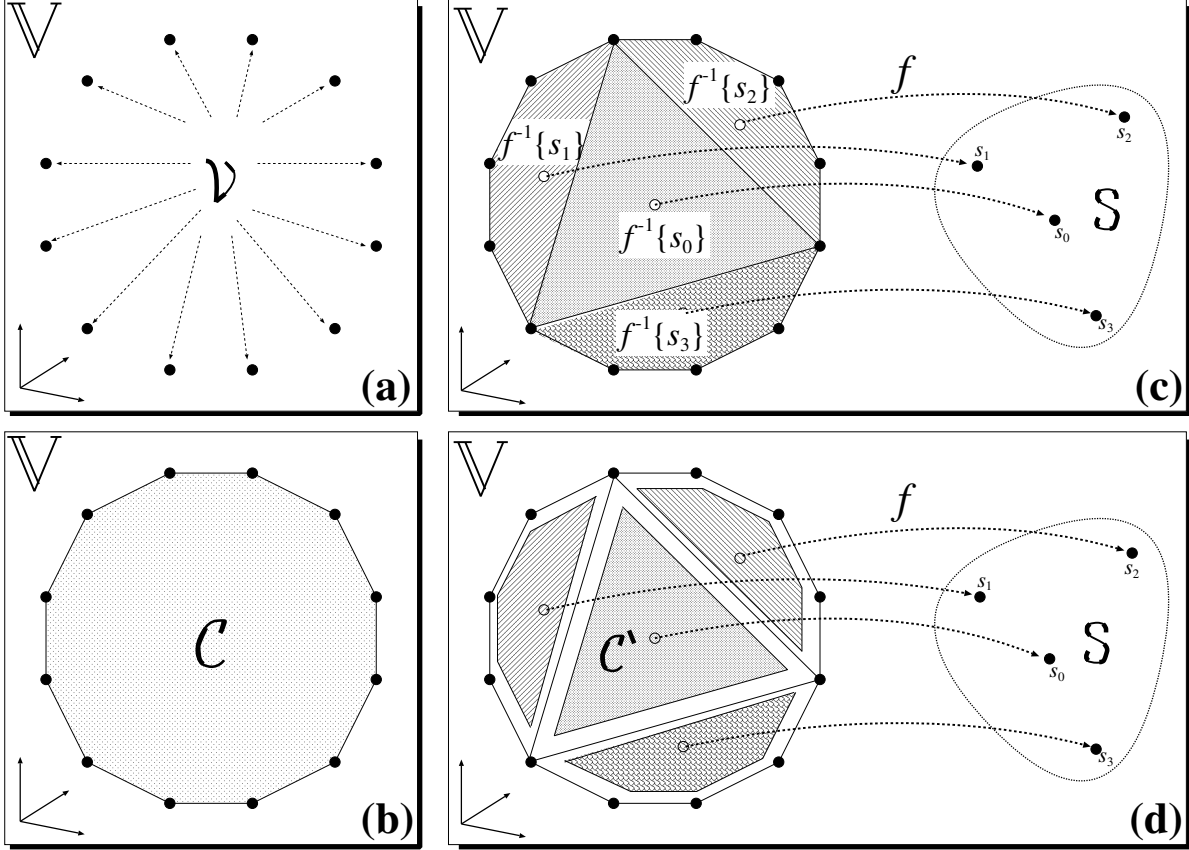 𝕍
𝒱
(a)
𝕍
f
f⁻¹{s₂}
f⁻¹{s₁}
s₂
s₁
S
f⁻¹{s₀}
s₀
f⁻¹{s₃}
s₃
(c)
𝕍
𝒞
(b)
𝕍
f
s₂
s₁
𝒞'
S
s₀
s₃
(d)